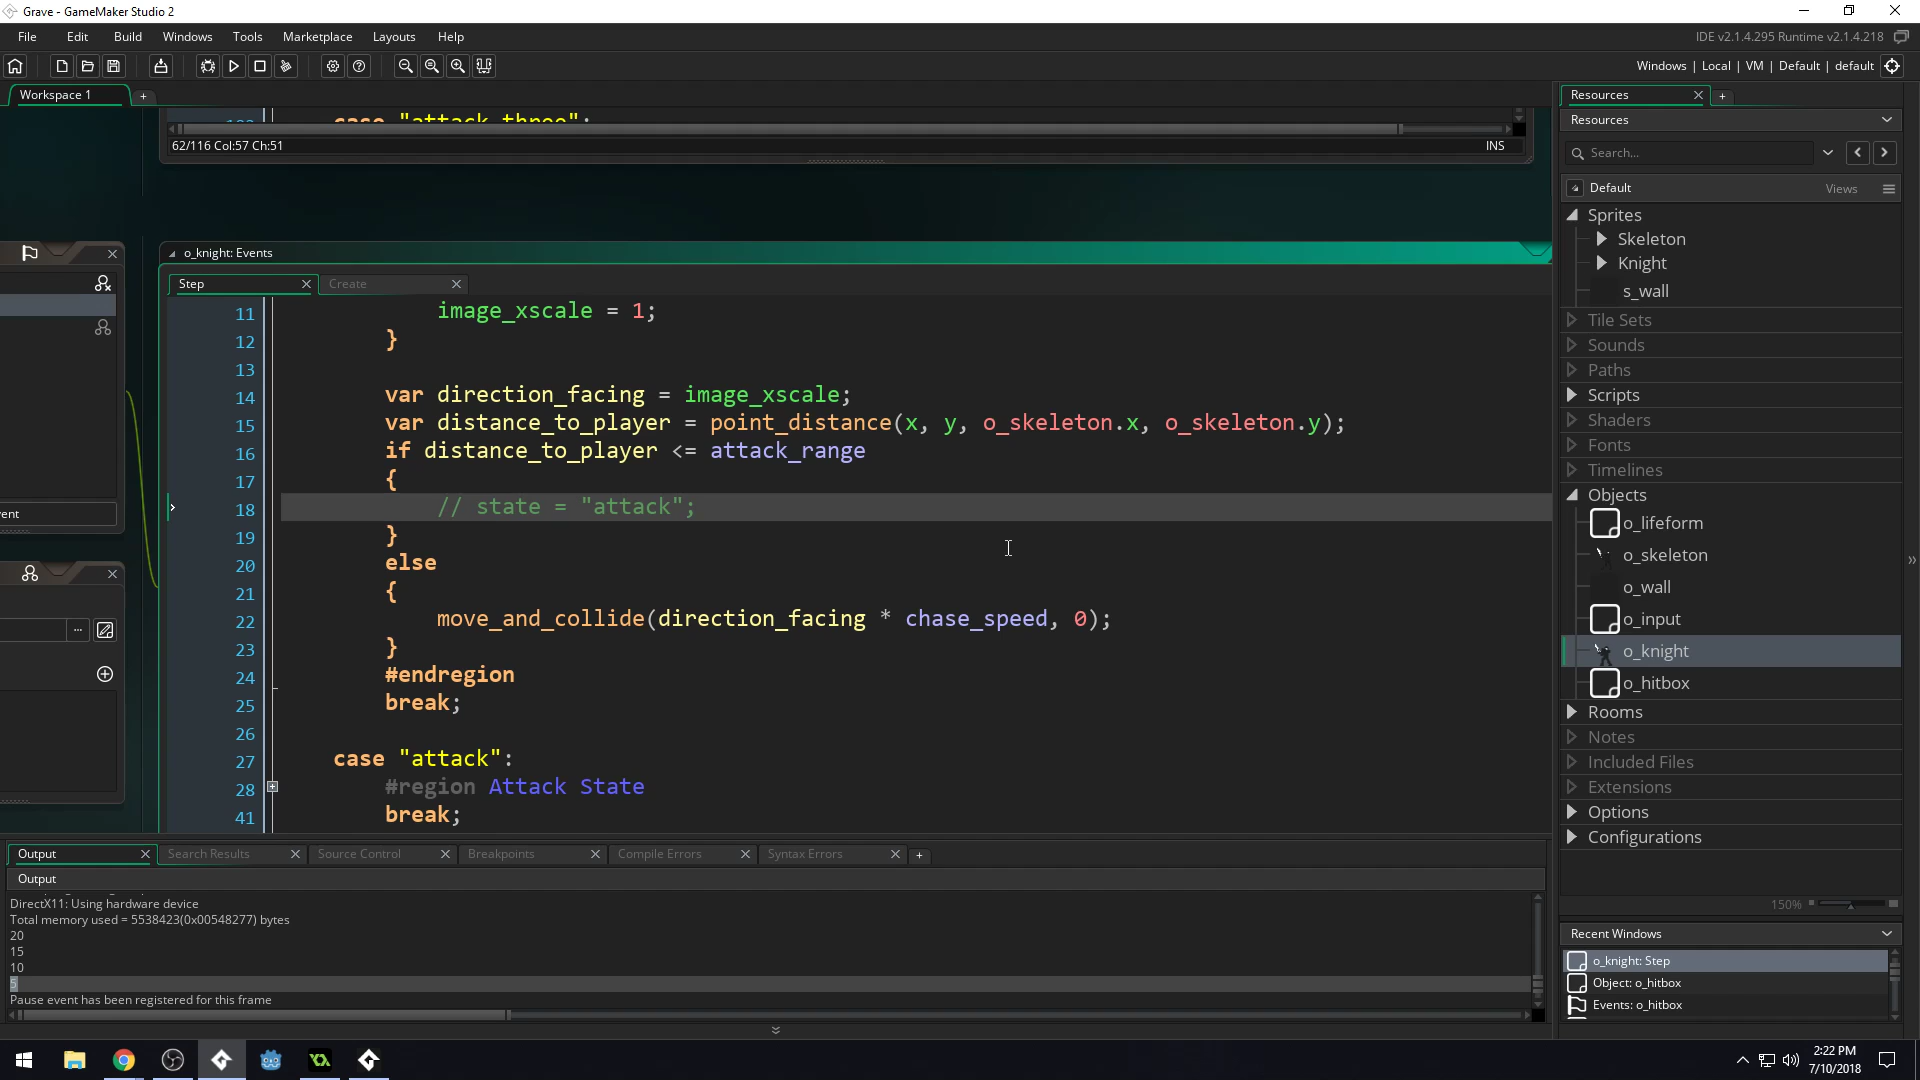 Grave - GameMaker Studio 2
File Edit Build Windows Tools Marketplace Layouts Help
IDE v2.1.4.295 Runtime v2.1.4.218
Windows | Local | VM | Default | default
Workspace 1
case "attack three":
62/116 Col:57 Ch:51
INS
o_knight: Events
Step
Create
11 image_xscale = 1;
12 }
13
14 var direction_facing = image_xscale;
15 var distance_to_player = point_distance(x, y, o_skeleton.x, o_skeleton.y);
16 if distance_to_player <= attack_range
17 {
18 // state = "attack";
19 }
20 else
21 {
22 move_and_collide(direction_facing * chase_speed, 0);
23 }
24 #endregion
25 break;
26
27 case "attack":
28 #region Attack State
41 break;
vent
Output
Search Results
Source Control
Breakpoints
Compile Errors
Syntax Errors
Output
DirectX11: Using hardware device
Total memory used = 5538423(0x00548277) bytes
20
15
10
5
Pause event has been registered for this frame
Resources
Resources
Search...
Default
Views
Sprites
Skeleton
Knight
s_wall
Tile Sets
Sounds
Paths
Scripts
Shaders
Fonts
Timelines
Objects
o_lifeform
o_skeleton
o_wall
o_input
o_knight
o_hitbox
Rooms
Notes
Included Files
Extensions
Options
Configurations
150%
Recent Windows
o_knight: Step
Object: o_hitbox
Events: o_hitbox
2:22 PM
7/10/2018